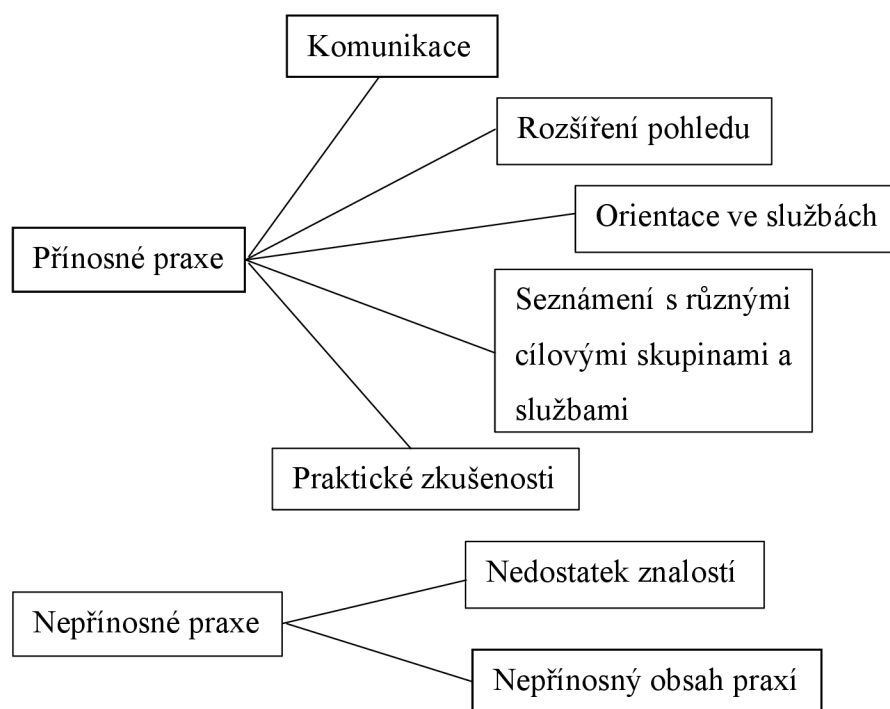 Komunikace
Rozšíření pohledu
Orientace ve službách
Přínosné praxe
Seznámení s různými
cílovými skupinami a
službami
Praktické zkušenosti
Nedostatek znalostí
Nepřínosné praxe
Nepřínosný obsah praxí